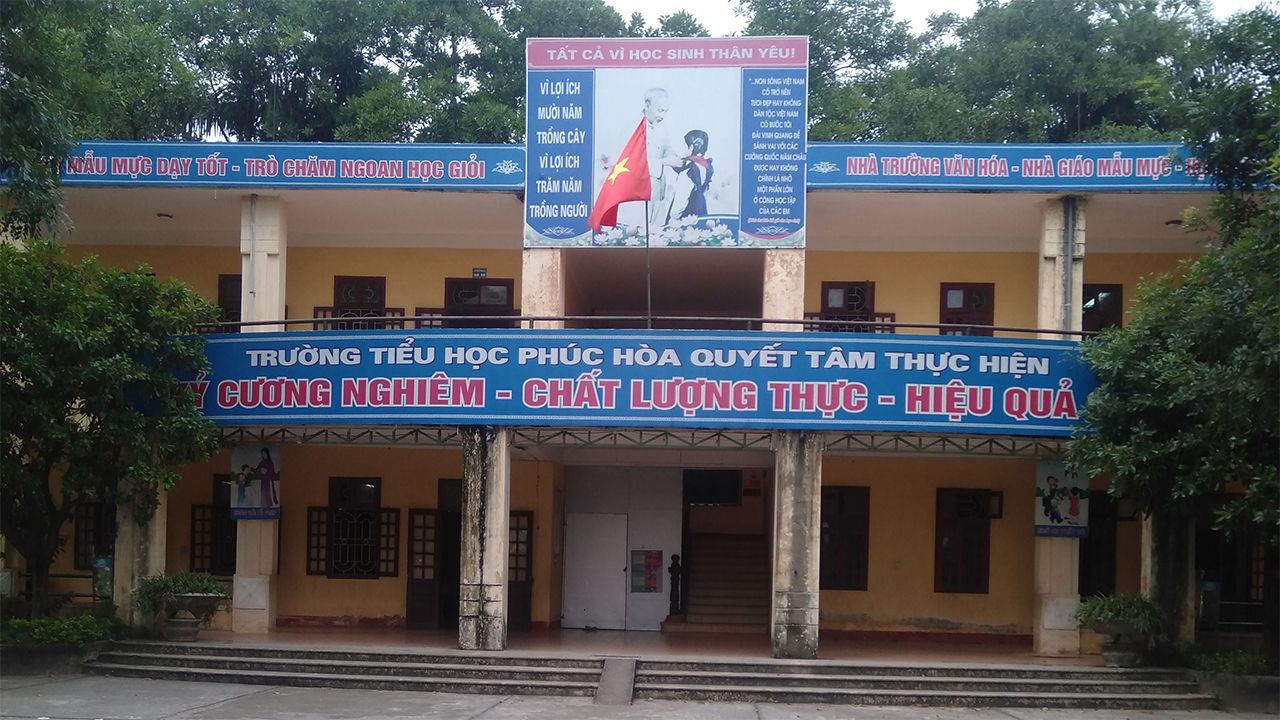 TẤT CẢ VÌ HỌC SINH THÂN YÊU!
VÌ LỢI ÍCH
MƯỜI NĂM
TRỒNG CÂY
VÌ LỢI ÍCH
TRĂM NĂM
TRỒNG NGƯỜI
"...NON SÔNG VIỆT NAM
CÓ TRỞ NÊN
TƯƠI ĐẸP HAY KHÔNG
DÂN TỘC VIỆT NAM
CÓ BƯỚC TỚI
ĐÀI VINH QUANG ĐỂ
SÁNH VAI VỚI CÁC
CƯỜNG QUỐC NĂM CHÂU
ĐƯỢC HAY KHÔNG
CHÍNH LÀ NHỜ
MỘT PHẦN LỚN
Ở CÔNG HỌC TẬP
CỦA CÁC EM
MẪU MỰC DẠY TỐT - TRÒ CHĂM NGOAN HỌC GIỎI
NHÀ TRƯỜNG VĂN HÓA - NHÀ GIÁO MẪU MỰC -
TRƯỜNG TIỂU HỌC PHÚC HÒA QUYẾT TÂM THỰC HIỆN
CƯƠNG NGHIÊM - CHẤT LƯỢNG THỰC - HIỆU QUẢ